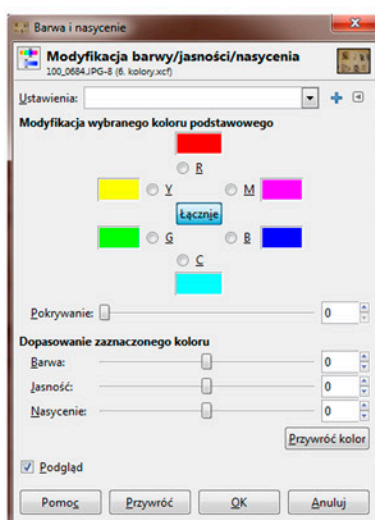 Barwa i nasycenie
Modyfikacja barwy/jasności/nasycenia
100_0684.JPG-8 (6. kolory.xcf)
Ustawienia:
Modyfikacja wybranego koloru podstawowego
R
Y M
Łącznie
G B
C
Pokrywanie: 0
Dopasowanie zaznaczonego koloru
Barwa: 0
Jasność: 0
Nasycenie: 0
Przywróć kolor
Podgląd
Pomoc Przywróć OK Anuluj